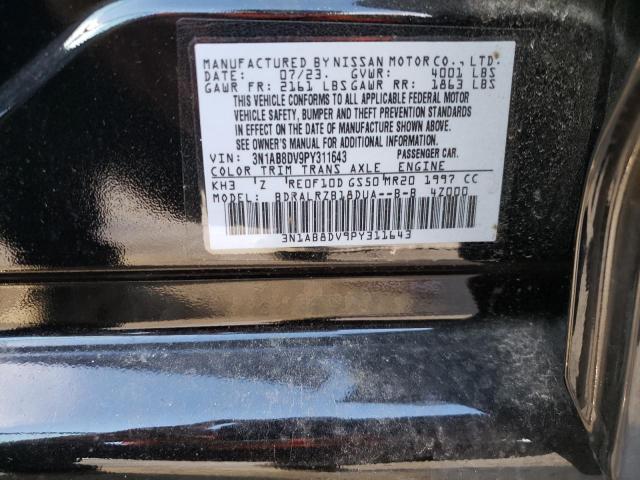 MANUFACTURED BY NISSAN MOTOR CO., LTD.
DATE: 07/23. GVWR: 4001 LBS
GAWR FR: 2161 LBS GAWR RR: 1863 LBS
THIS VEHICLE CONFORMS TO ALL APPLICABLE FEDERAL MOTOR
VEHICLE SAFETY, BUMPER AND THEFT PREVENTION
STANDARDS IN EFFECT ON THE DATE OF MANUFACTURE
SHOWN ABOVE. SEE OWNER'S MANUAL FOR TIRE PRESSURE.
VIN: 3N1AB8DV9PY311643 PASSENGER CAR.
COLOR TRIM TRANS AXLE ENGINE
KH3 Z RE0F10D GS50 MR20 1997 CC
MODEL: BDRALRZB18DUA--B-B 4Z000
3N1AB8DV9PY311643